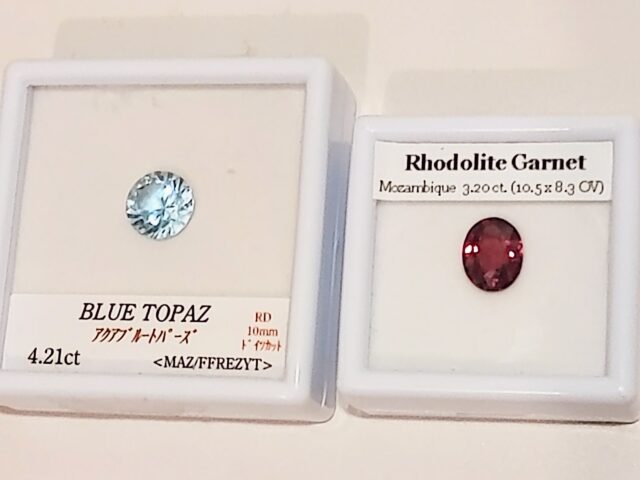 BLUE TOPAZ
アクアブルートパーズ
4.21ct
RD
10mm
ドイツカット
<MAZ/FFREZYT>
Rhodolite Garnet
Mozambique 3.20 ct. (10.5 x 8.3 OV)